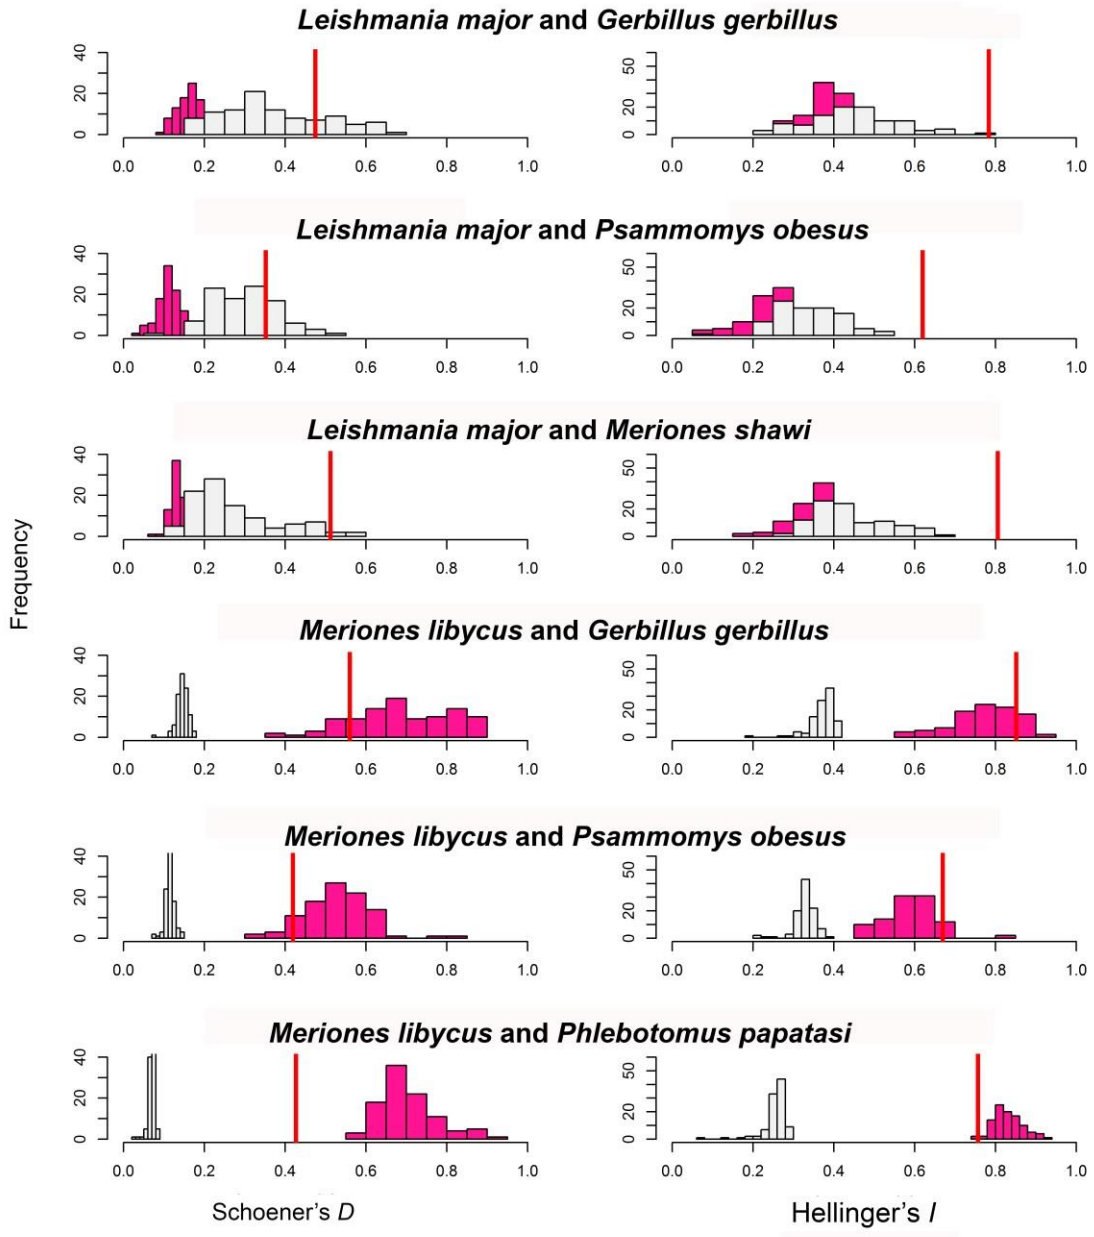 Leishmania major and Gerbillus gerbillus
0 20 40
0.0 0.2 0.4 0.6 0.8 1.0
0 20 50
0.0 0.2 0.4 0.6 0.8 1.0
Leishmania major and Psammomys obesus
0 20 40
0.0 0.2 0.4 0.6 0.8 1.0
0 20 50
0.0 0.2 0.4 0.6 0.8 1.0
Leishmania major and Meriones shawi
0 20 40
0.0 0.2 0.4 0.6 0.8 1.0
0 20 50
0.0 0.2 0.4 0.6 0.8 1.0
Frequency
Meriones libycus and Gerbillus gerbillus
0 20 40
0.0 0.2 0.4 0.6 0.8 1.0
0 20 50
0.0 0.2 0.4 0.6 0.8 1.0
Meriones libycus and Psammomys obesus
0 20 40
0.0 0.2 0.4 0.6 0.8 1.0
0 20 50
0.0 0.2 0.4 0.6 0.8 1.0
Meriones libycus and Phlebotomus papatasi
0 20 40
0.0 0.2 0.4 0.6 0.8 1.0
0 20 50
0.0 0.2 0.4 0.6 0.8 1.0
Schoener's D
Hellinger's I